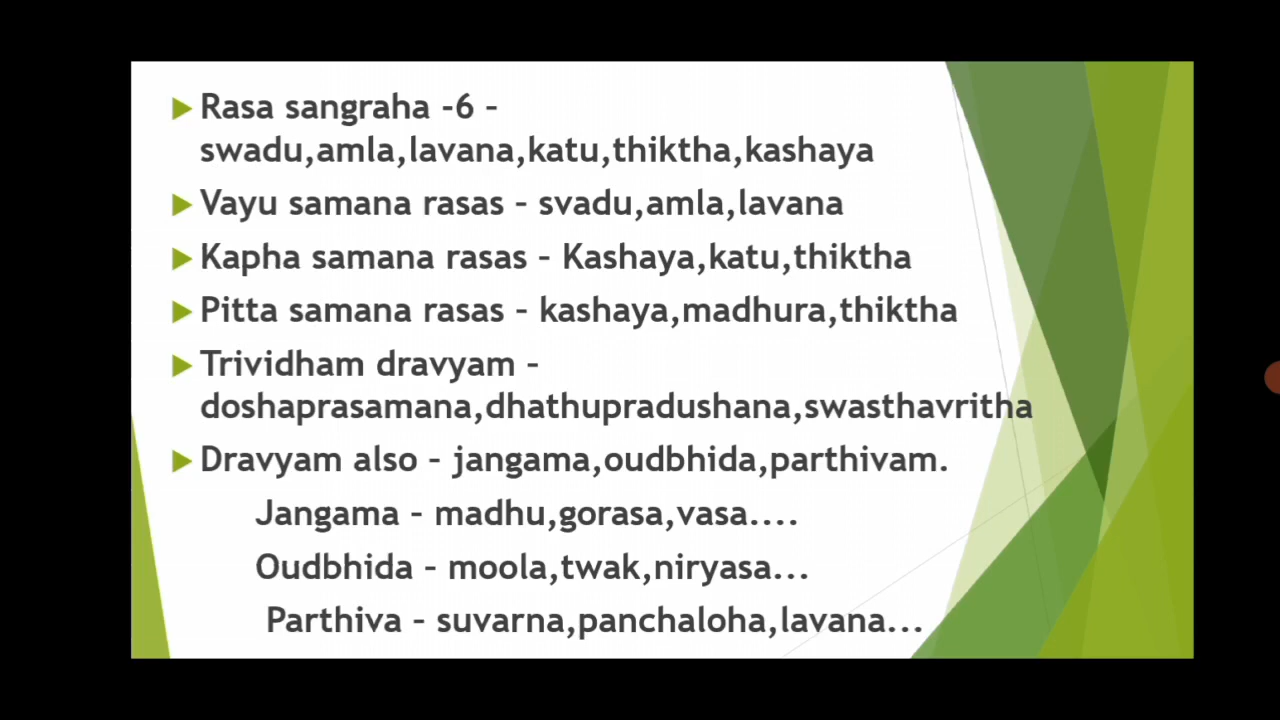 Rasa sangraha -6 –
swadu,amla,lavana,katu,thiktha,kashaya
Vayu samana rasas – svadu,amla,lavana
Kapha samana rasas – Kashaya,katu,thiktha
Pitta samana rasas – kashaya,madhura,thiktha
Trividham dravyam –
doshaprasamana,dhathupradushana,swasthavritha
Dravyam also – jangama,oudbhida,parthivam.
Jangama – madhu,gorasa,vasa....
Oudbhida – moola,twak,niryasa...
Parthiva – suvarna,panchaloha,lavana...